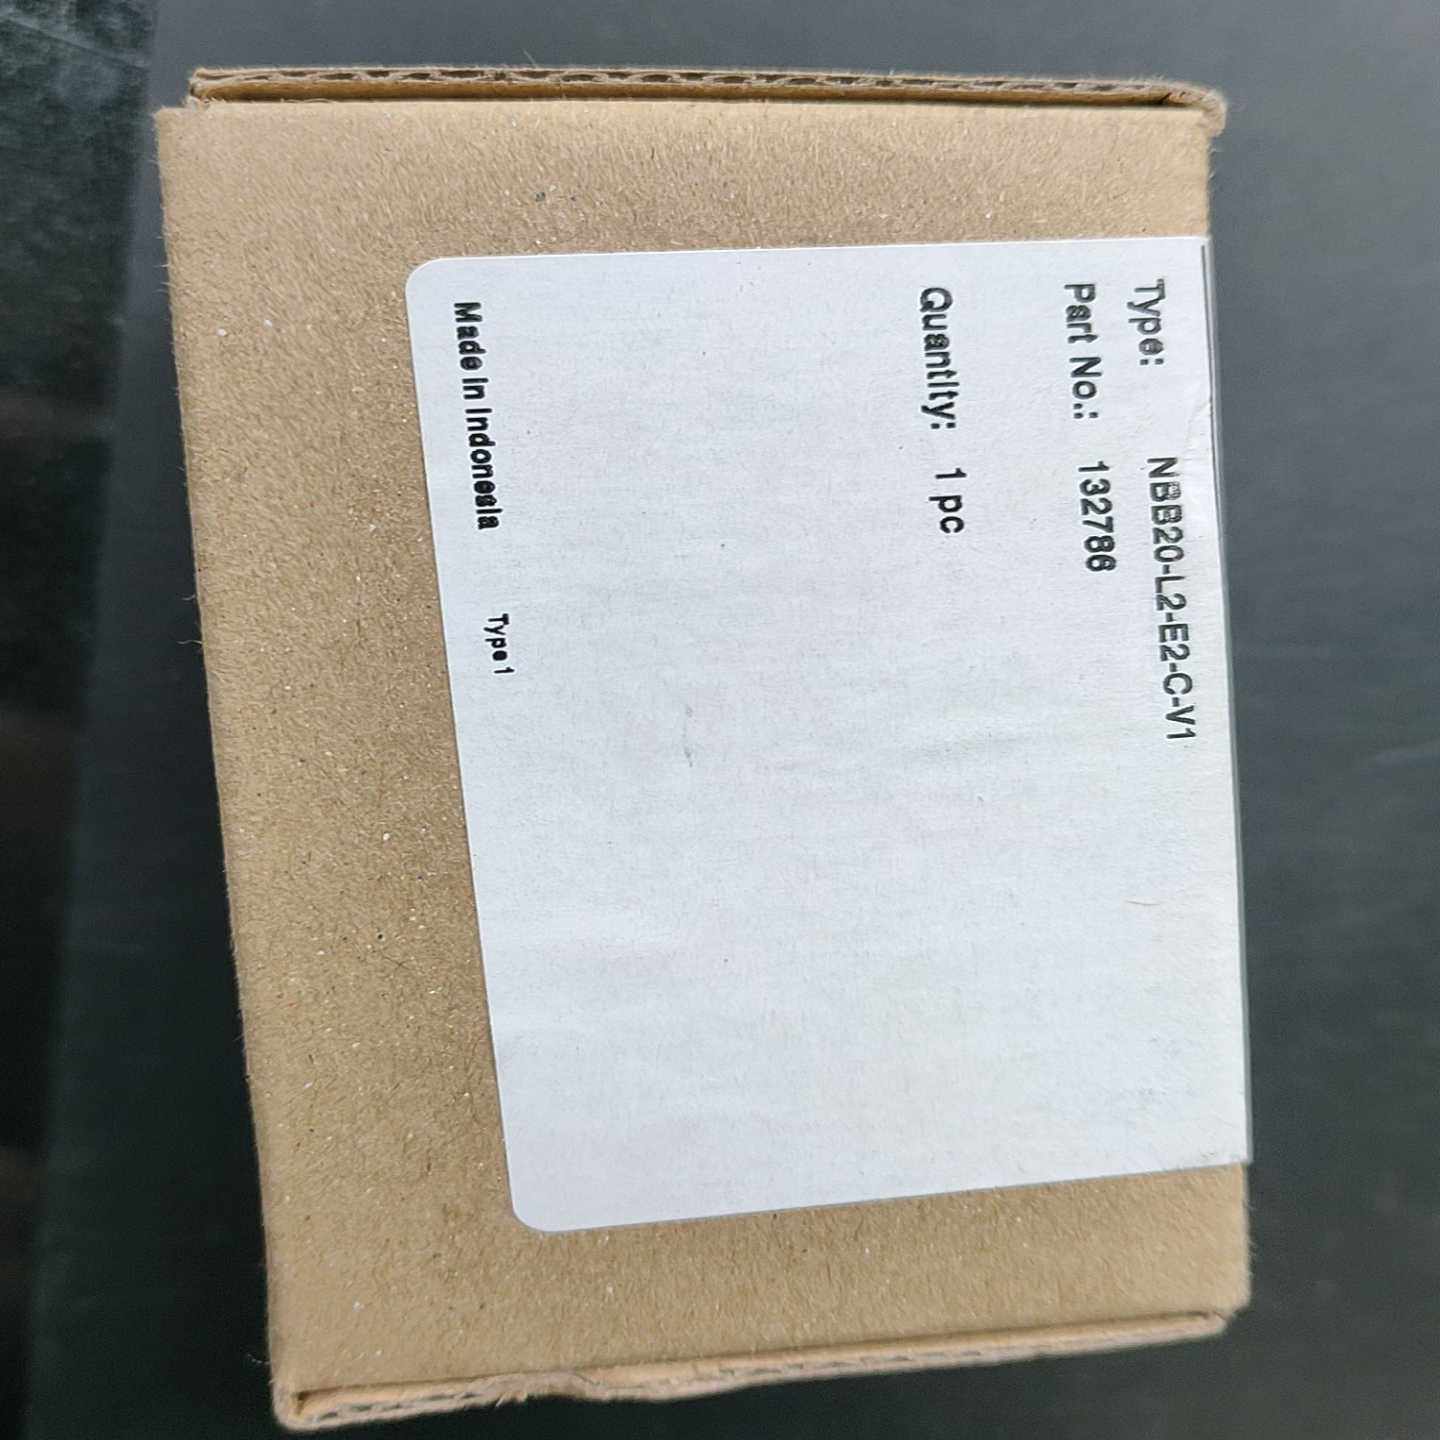 Type: NBB20-L2-E2-C-V1
Part No.: 132786
Quantity: 1 pc
Made in Indonesia Type 1